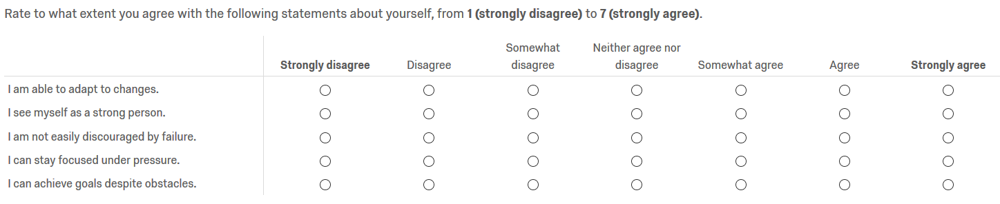 Rate to what extent you agree with the following statements about yourself, from 1 (strongly disagree) to 7 (strongly agree).
Strongly disagree Disagree Somewhat disagree Neither agree nor disagree Somewhat agree Agree Strongly agree
I am able to adapt to changes.
I see myself as a strong person.
I am not easily discouraged by failure.
I can stay focused under pressure.
I can achieve goals despite obstacles.